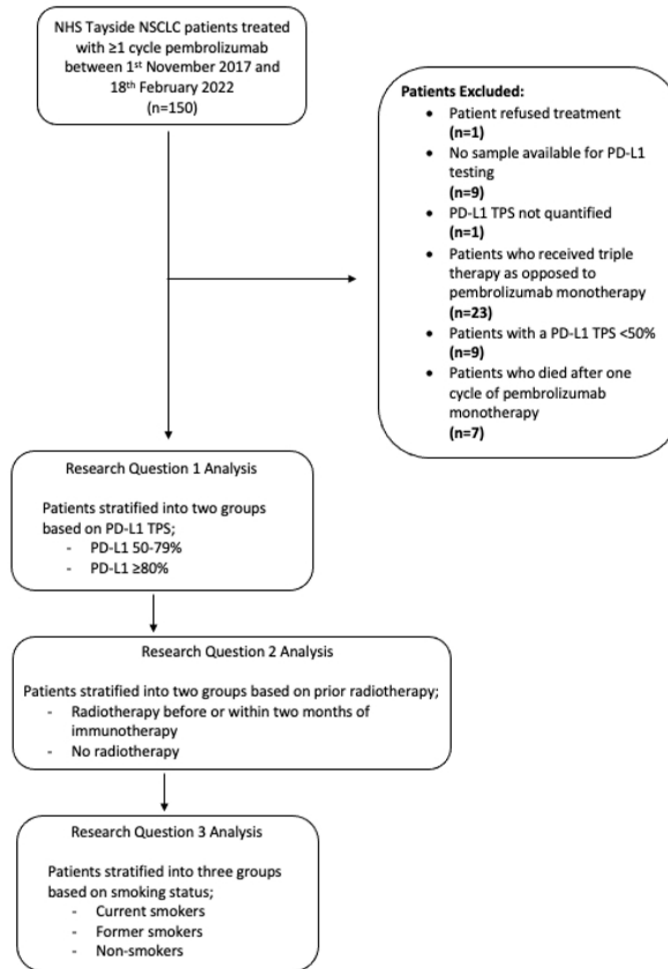 NHS Tayside NSCLC patients treated
with ≥1 cycle pembrolizumab
between 1st November 2017 and
18th February 2022
(n=150)
Patients Excluded:
• Patient refused treatment
(n=1)
• No sample available for PD-L1
testing
(n=9)
• PD-L1 TPS not quantified
(n=1)
• Patients who received triple
therapy as opposed to
pembrolizumab monotherapy
(n=23)
• Patients with a PD-L1 TPS <50%
(n=9)
• Patients who died after one
cycle of pembrolizumab
monotherapy
(n=7)
Research Question 1 Analysis
Patients stratified into two groups
based on PD-L1 TPS;
- PD-L1 50-79%
- PD-L1 ≥80%
Research Question 2 Analysis
Patients stratified into two groups based on prior radiotherapy;
- Radiotherapy before or within two months of
immunotherapy
- No radiotherapy
Research Question 3 Analysis
Patients stratified into three groups
based on smoking status;
- Current smokers
- Former smokers
- Non-smokers